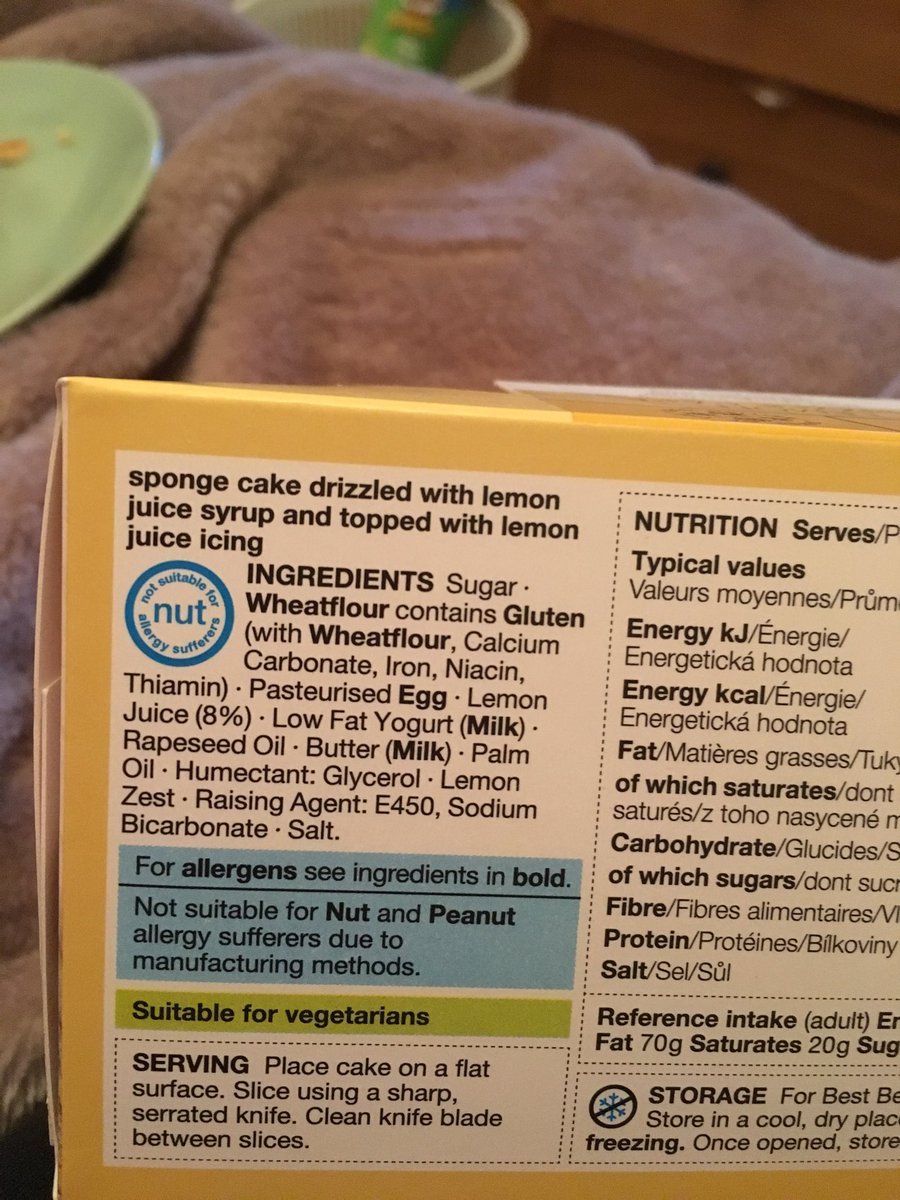 sponge cake drizzled with lemon
juice syrup and topped with lemon
juice icing
not suitable for
nut
allergy sufferers
INGREDIENTS Sugar ·
Wheatflour contains Gluten
(with Wheatflour, Calcium
Carbonate, Iron, Niacin,
Thiamin) · Pasteurised Egg · Lemon
Juice (8%) · Low Fat Yogurt (Milk) ·
Rapeseed Oil · Butter (Milk) · Palm
Oil · Humectant: Glycerol · Lemon
Zest · Raising Agent: E450, Sodium
Bicarbonate · Salt.
For allergens see ingredients in bold.
Not suitable for Nut and Peanut
allergy sufferers due to
manufacturing methods.
Suitable for vegetarians
SERVING Place cake on a flat
surface. Slice using a sharp,
serrated knife. Clean knife blade
between slices.
NUTRITION Serves/P
Typical values
Valeurs moyennes/Prům
Energy kJ/Énergie/
Energetická hodnota
Energy kcal/Énergie/
Energetická hodnota
Fat/Matières grasses/Tuky
of which saturates/dont
saturés/z toho nasycené m
Carbohydrate/Glucides/S
of which sugars/dont sucr
Fibre/Fibres alimentaires/Vl
Protein/Protéines/Bílkoviny
Salt/Sel/Sůl
Reference intake (adult) En
Fat 70g Saturates 20g Sug
STORAGE For Best Be
Store in a cool, dry plac
freezing. Once opened, store